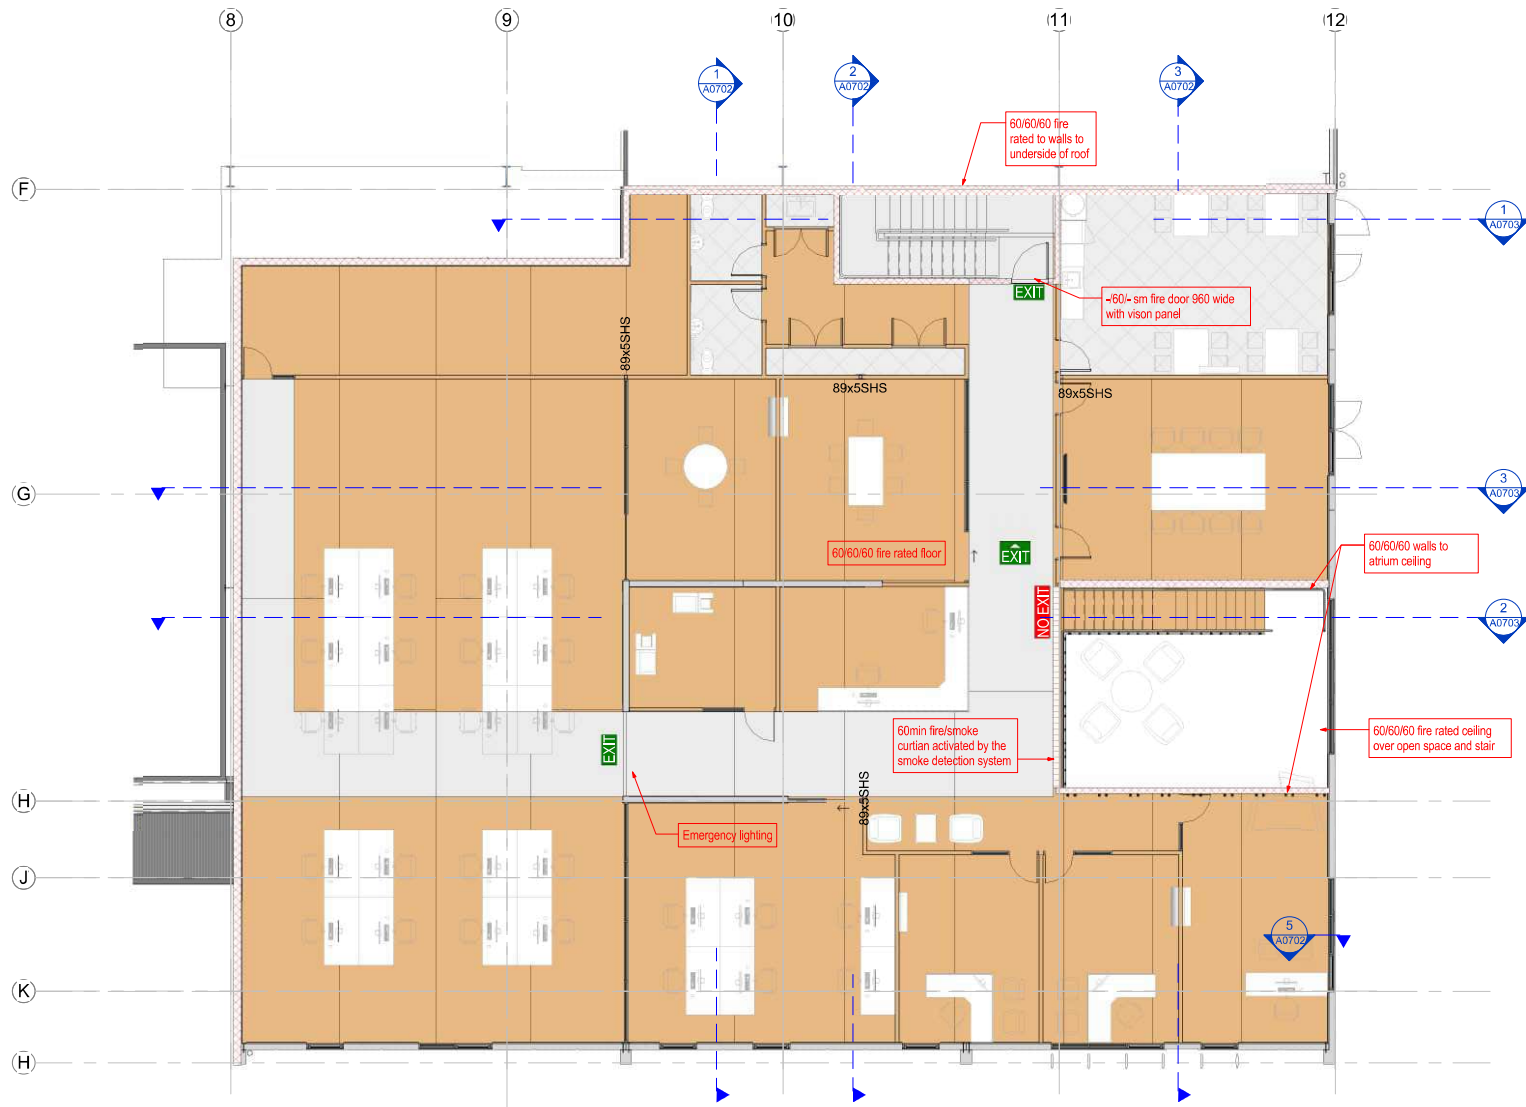 8
9
10
11
12
1
A0702
2
A0702
3
A0702
60/60/60 fire
rated to walls to
underside of roof
F
1
A0703
EXIT
-/60/- sm fire door 960 wide
with vison panel
89x5SHS
89x5SHS
89x5SHS
G
3
A0703
60/60/60 fire rated floor
EXIT
60/60/60 walls to
atrium ceiling
NO EXIT
2
A0703
60min fire/smoke
curtian activated by the
smoke detection system
60/60/60 fire rated ceiling
over open space and stair
EXIT
H
89x5SHS
Emergency lighting
J
5
A0702
K
H